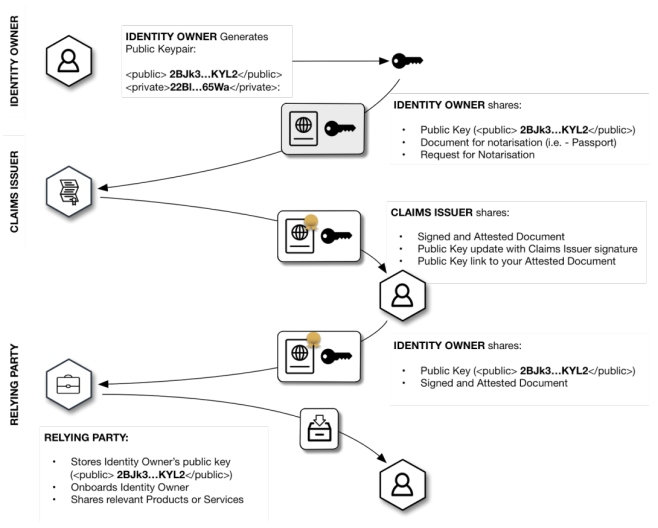 IDENTITY OWNER
IDENTITY OWNER Generates
Public Keypair:
<public> 2BJk3...KYL2</public>
<private>22Bl...65Wa</private>:
IDENTITY OWNER shares:
• Public Key (<public> 2BJk3...KYL2</public>)
• Document for notarisation (i.e. - Passport)
• Request for Notarisation
CLAIMS ISSUER
CLAIMS ISSUER shares:
• Signed and Attested Document
• Public Key update with Claims Issuer signature
• Public Key link to your Attested Document
IDENTITY OWNER shares:
• Public Key (<public> 2BJk3...KYL2</public>)
• Signed and Attested Document
RELYING PARTY
RELYING PARTY:
• Stores Identity Owner's public key
(<public> 2BJk3...KYL2</public>)
• Onboards Identity Owner
• Shares relevant Products or Services